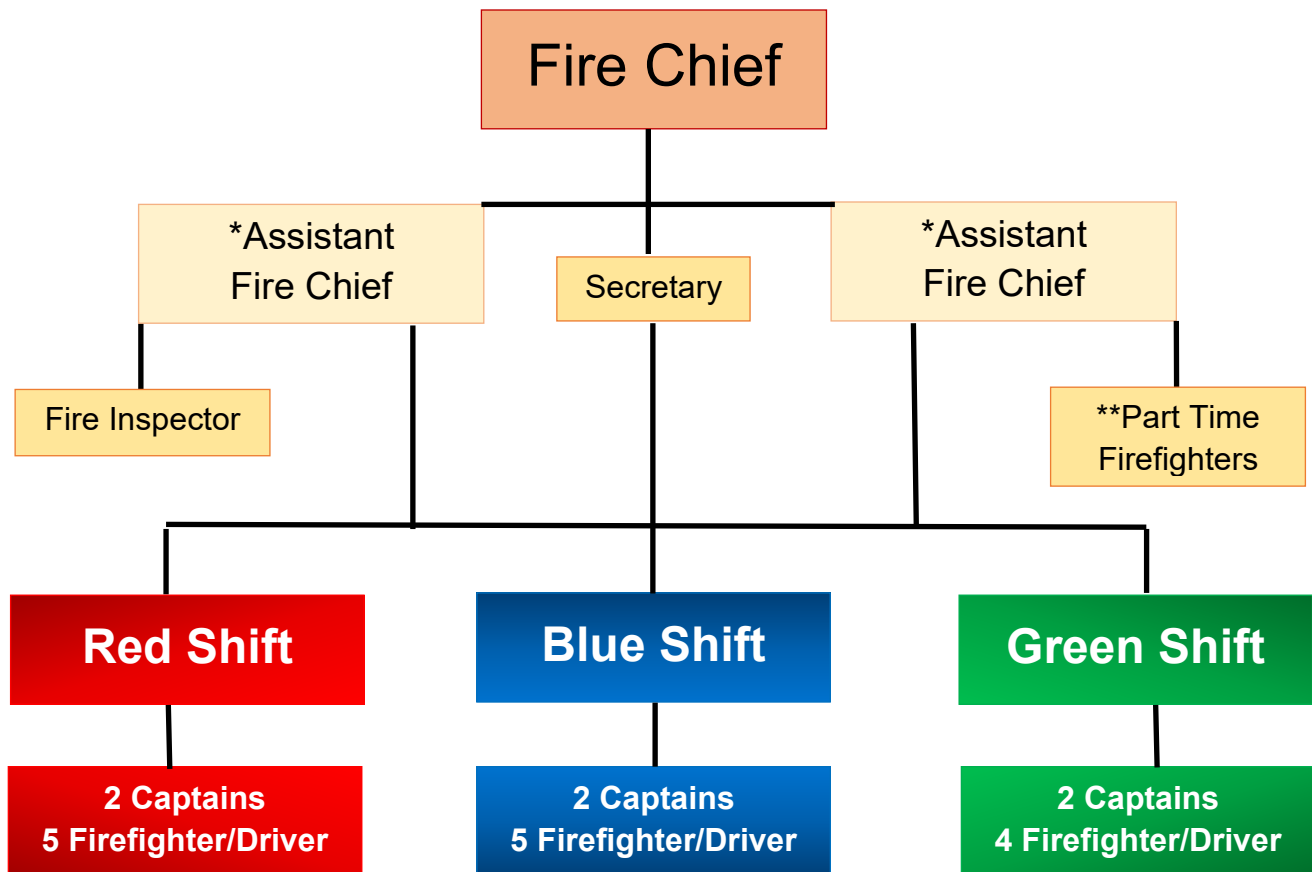 Fire Chief
*Assistant
Fire Chief
Secretary
*Assistant
Fire Chief
Fire Inspector
**Part Time
Firefighters
Red Shift
Blue Shift
Green Shift
2 Captains
5 Firefighter/Driver
2 Captains
5 Firefighter/Driver
2 Captains
4 Firefighter/Driver